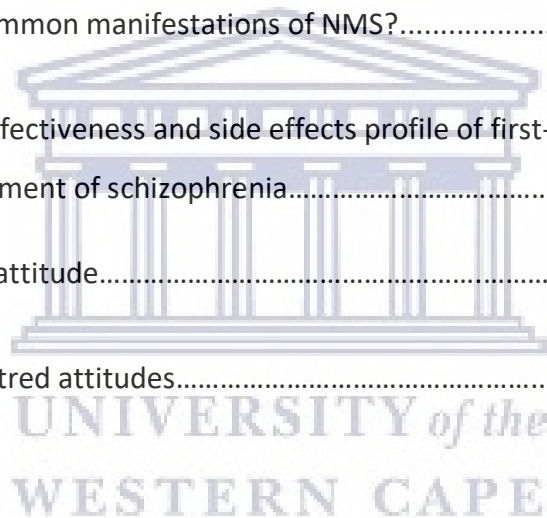 mmon manifestations of NMS?....................
fectiveness and side effects profile of first-
ment of schizophrenia....................................
attitude..............................................................
tred attitudes................................................
UNIVERSITY of the
WESTERN CAPE